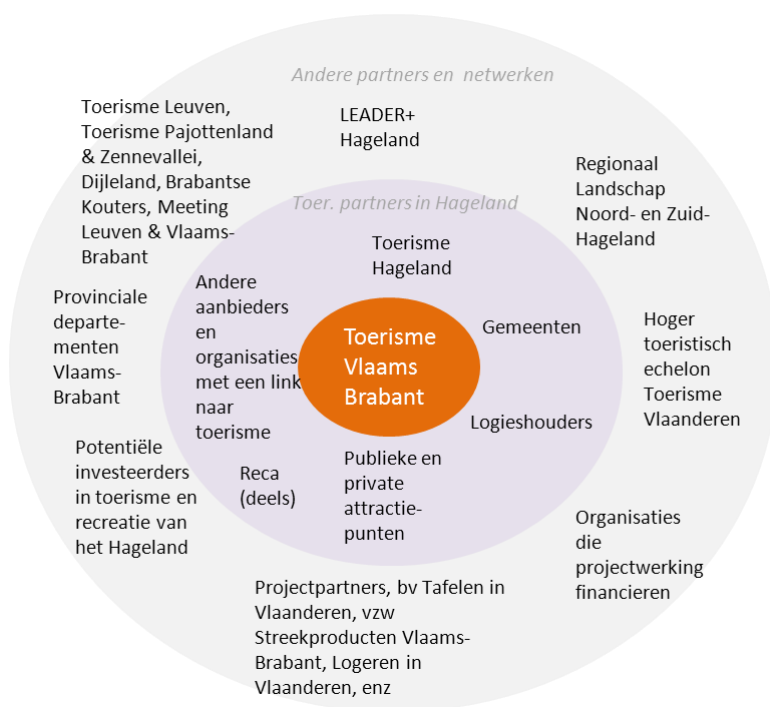 Andere partners en netwerken
Toerisme Leuven,
Toerisme Pajottenland
& Zennevallei,
Dijleland, Brabantse
Kouters, Meeting
Leuven & Vlaams-
Brabant
LEADER+
Hageland
Regionaal
Landschap
Noord- en Zuid-
Hageland
Toer. partners in Hageland
Toerisme
Hageland
Andere
aanbieders
en
organisaties
met een link
naar
toerisme
Provinciale
departe-
menten
Vlaams-
Brabant
Toerisme
Vlaams
Brabant
Gemeenten
Hoger
toeristisch
echelon
Toerisme
Vlaanderen
Logieshouders
Potentiële
investeerders
in toerisme en
recreatie van
het Hageland
Reca
(deels)
Publieke en
private
attractie-
punten
Organisaties
die
projectwerking
financieren
Projectpartners, bv Tafelen in
Vlaanderen, vzw
Streekproducten Vlaams-
Brabant, Logeren in
Vlaanderen, enz